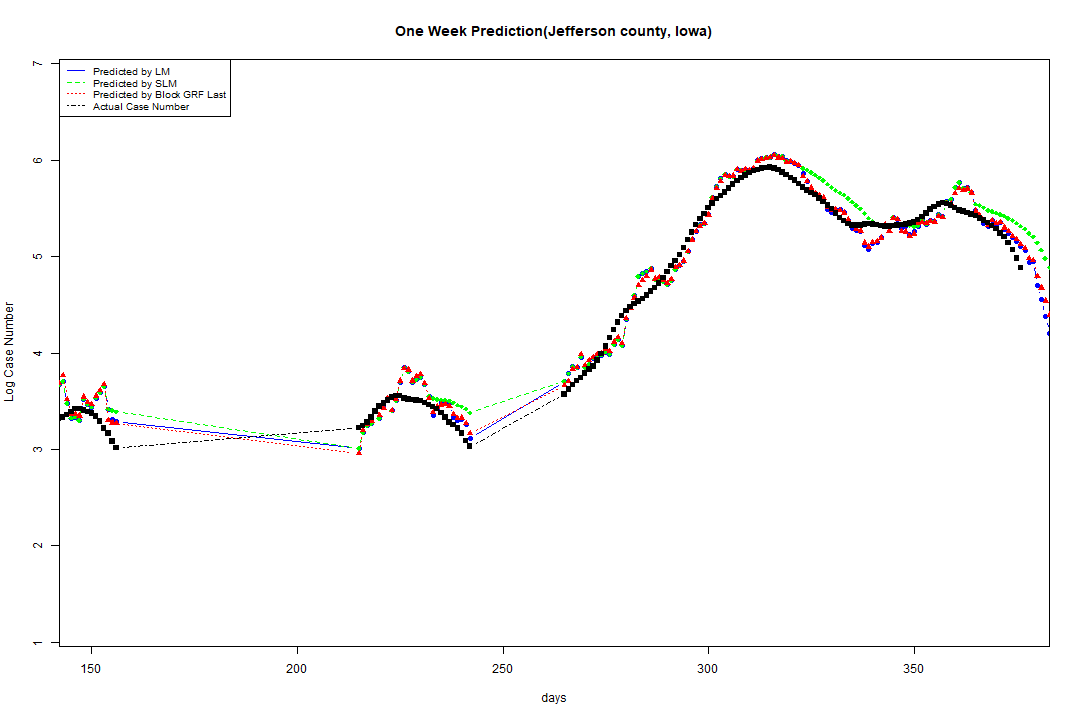 One Week Prediction(Jefferson county, Iowa)
Predicted by LM
Predicted by SLM
Predicted by Block GRF Last
Actual Case Number
Log Case Number
7
6
5
4
3
2
1
150 200 250 300 350
days